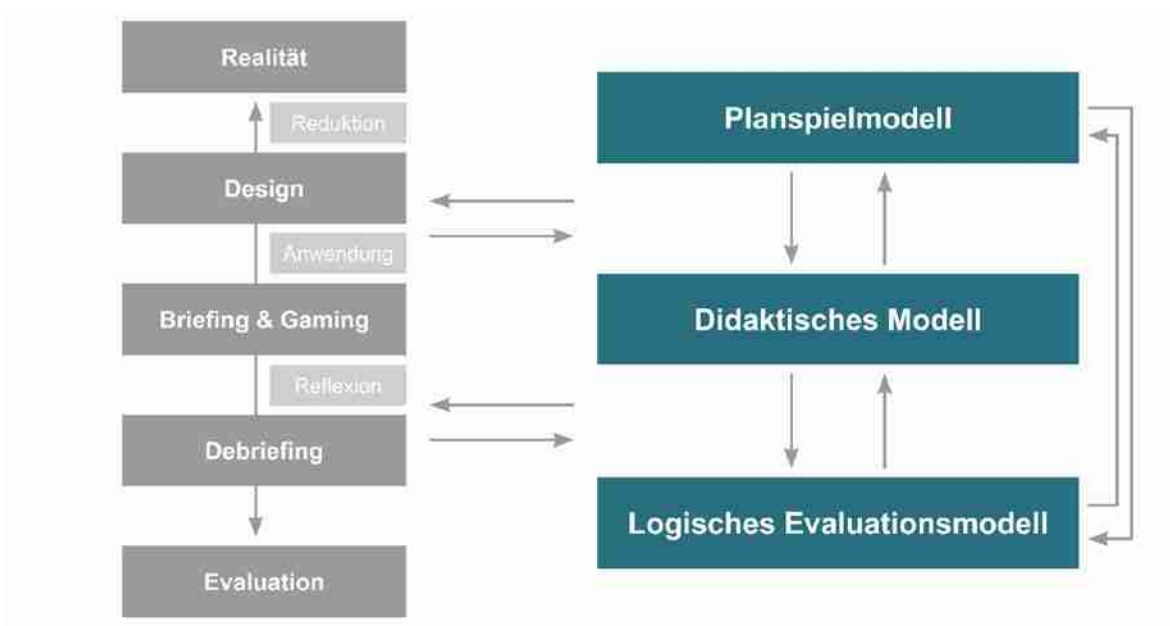 Realität
Reduktion
Design
Anwendung
Briefing & Gaming
Reflexion
Debriefing
Evaluation
Planspielmodell
Didaktisches Modell
Logisches Evaluationsmodell